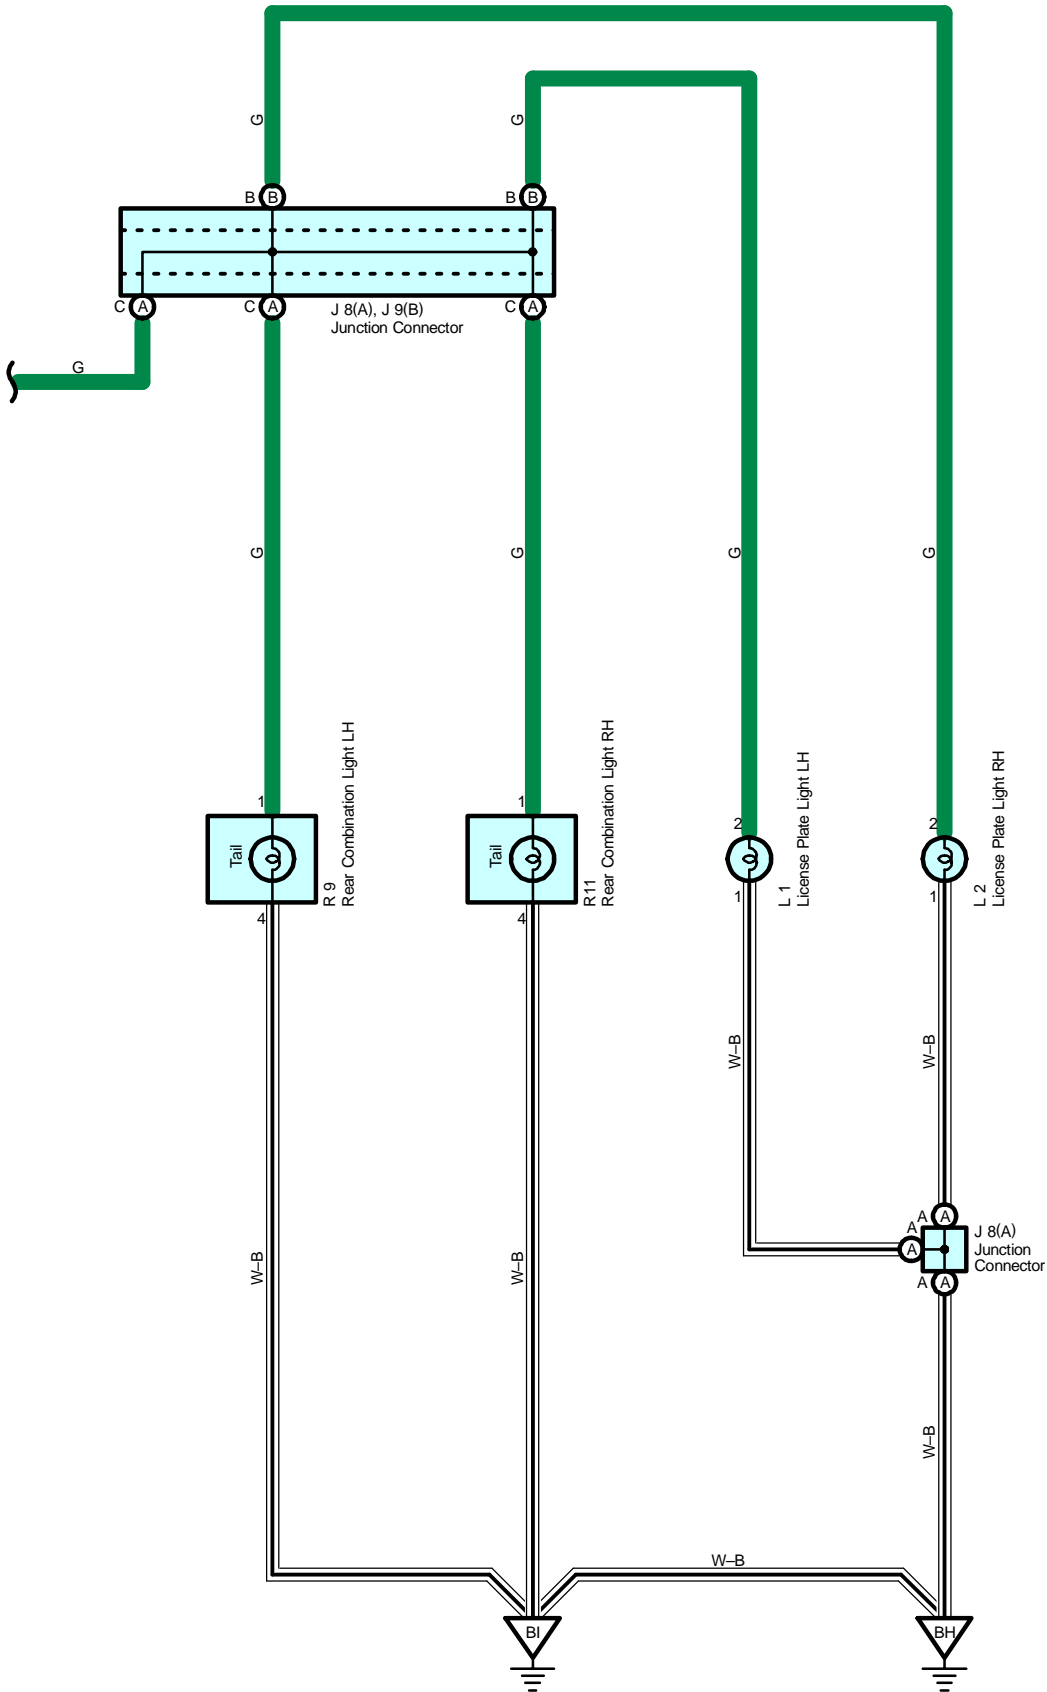 G
G
B
B
B
B
C
A
C
A
C
A
J 8(A), J 9(B)
Junction Connector
G
G
G
G
G
1
Tail
4
R 9
Rear Combination Light LH
1
Tail
4
R11
Rear Combination Light RH
2
1
L 1
License Plate Light LH
2
1
L 2
License Plate Light RH
W–B
W–B
A
A
A
A
J 8(A)
Junction
Connector
A
A
W–B
W–B
W–B
W–B
BI
BH